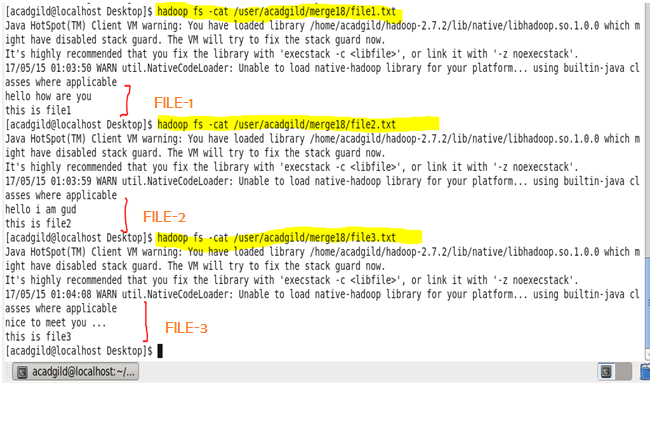 [acadgild@localhost Desktop]$ hadoop fs -cat /user/acadgild/merge18/file1.txt
Java HotSpot(TM) Client VM warning: You have loaded library /home/acadgild/hadoop-2.7.2/lib/native/libhadoop.so.1.0.0 which m
ight have disabled stack guard. The VM will try to fix the stack guard now.
It's highly recommended that you fix the library with 'execstack -c <libfile>', or link it with '-z noexecstack'.
17/05/15 01:03:50 WARN util.NativeCodeLoader: Unable to load native-hadoop library for your platform... using builtin-java cl
asses where applicable
hello how are you
this is file1
FILE-1
[acadgild@localhost Desktop]$ hadoop fs -cat /user/acadgild/merge18/file2.txt
Java HotSpot(TM) Client VM warning: You have loaded library /home/acadgild/hadoop-2.7.2/lib/native/libhadoop.so.1.0.0 which m
ight have disabled stack guard. The VM will try to fix the stack guard now.
It's highly recommended that you fix the library with 'execstack -c <libfile>', or link it with '-z noexecstack'.
17/05/15 01:03:59 WARN util.NativeCodeLoader: Unable to load native-hadoop library for your platform... using builtin-java cl
asses where applicable
hello i am gud
this is file2
FILE-2
[acadgild@localhost Desktop]$ hadoop fs -cat /user/acadgild/merge18/file3.txt
Java HotSpot(TM) Client VM warning: You have loaded library /home/acadgild/hadoop-2.7.2/lib/native/libhadoop.so.1.0.0 which m
ight have disabled stack guard. The VM will try to fix the stack guard now.
It's highly recommended that you fix the library with 'execstack -c <libfile>', or link it with '-z noexecstack'.
17/05/15 01:04:08 WARN util.NativeCodeLoader: Unable to load native-hadoop library for your platform... using builtin-java cl
asses where applicable
nice to meet you ...
this is file3
FILE-3
[acadgild@localhost Desktop]$
acadgild@localhost:~/...